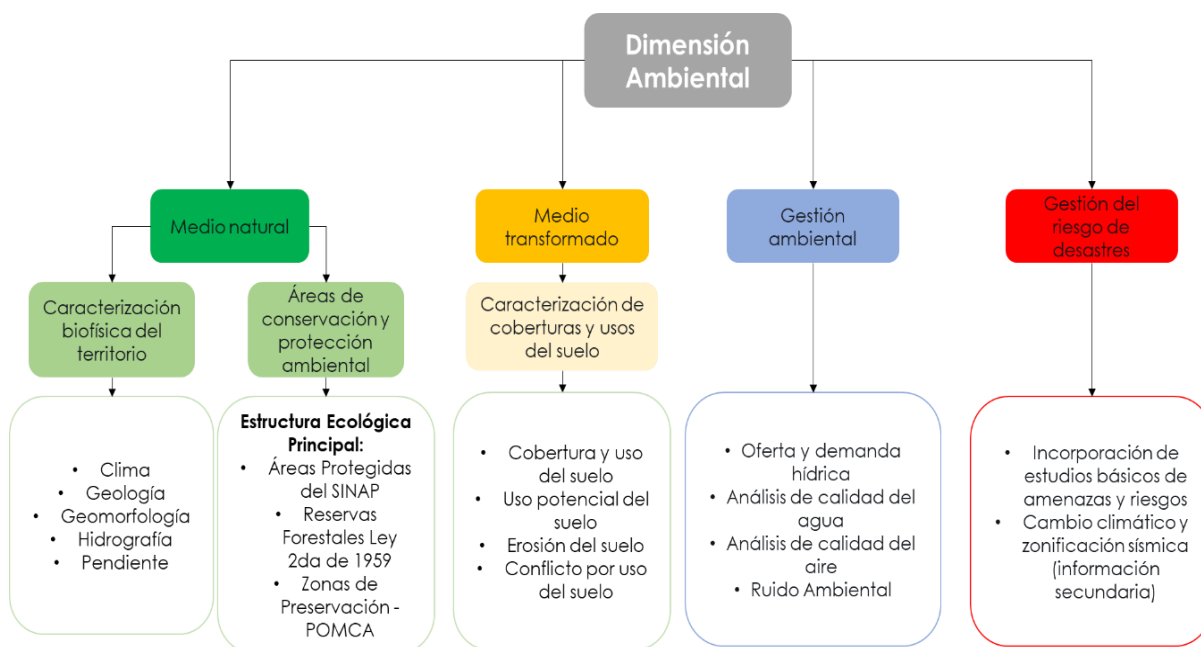 Dimensión
Ambiental
Medio natural
Medio
transformado
Gestión
ambiental
Gestión del
riesgo de
desastres
Caracterización
biofísica del
territorio
Áreas de
conservación y
protección
ambiental
Caracterización de
coberturas y usos
del suelo
• Clima
• Geología
• Geomorfología
• Hidrografía
• Pendiente
Estructura Ecológica
Principal:
• Áreas Protegidas
del SINAP
• Reservas
Forestales Ley
2da de 1959
• Zonas de
Preservación -
POMCA
• Cobertura y uso
del suelo
• Uso potencial del
suelo
• Erosión del suelo
• Conflicto por uso
del suelo
• Oferta y demanda
hídrica
• Análisis de calidad del
agua
• Análisis de calidad del
aire
• Ruido Ambiental
• Incorporación de
estudios básicos de
amenazas y riesgos
• Cambio climático y
zonificación sísmica
(información
secundaria)